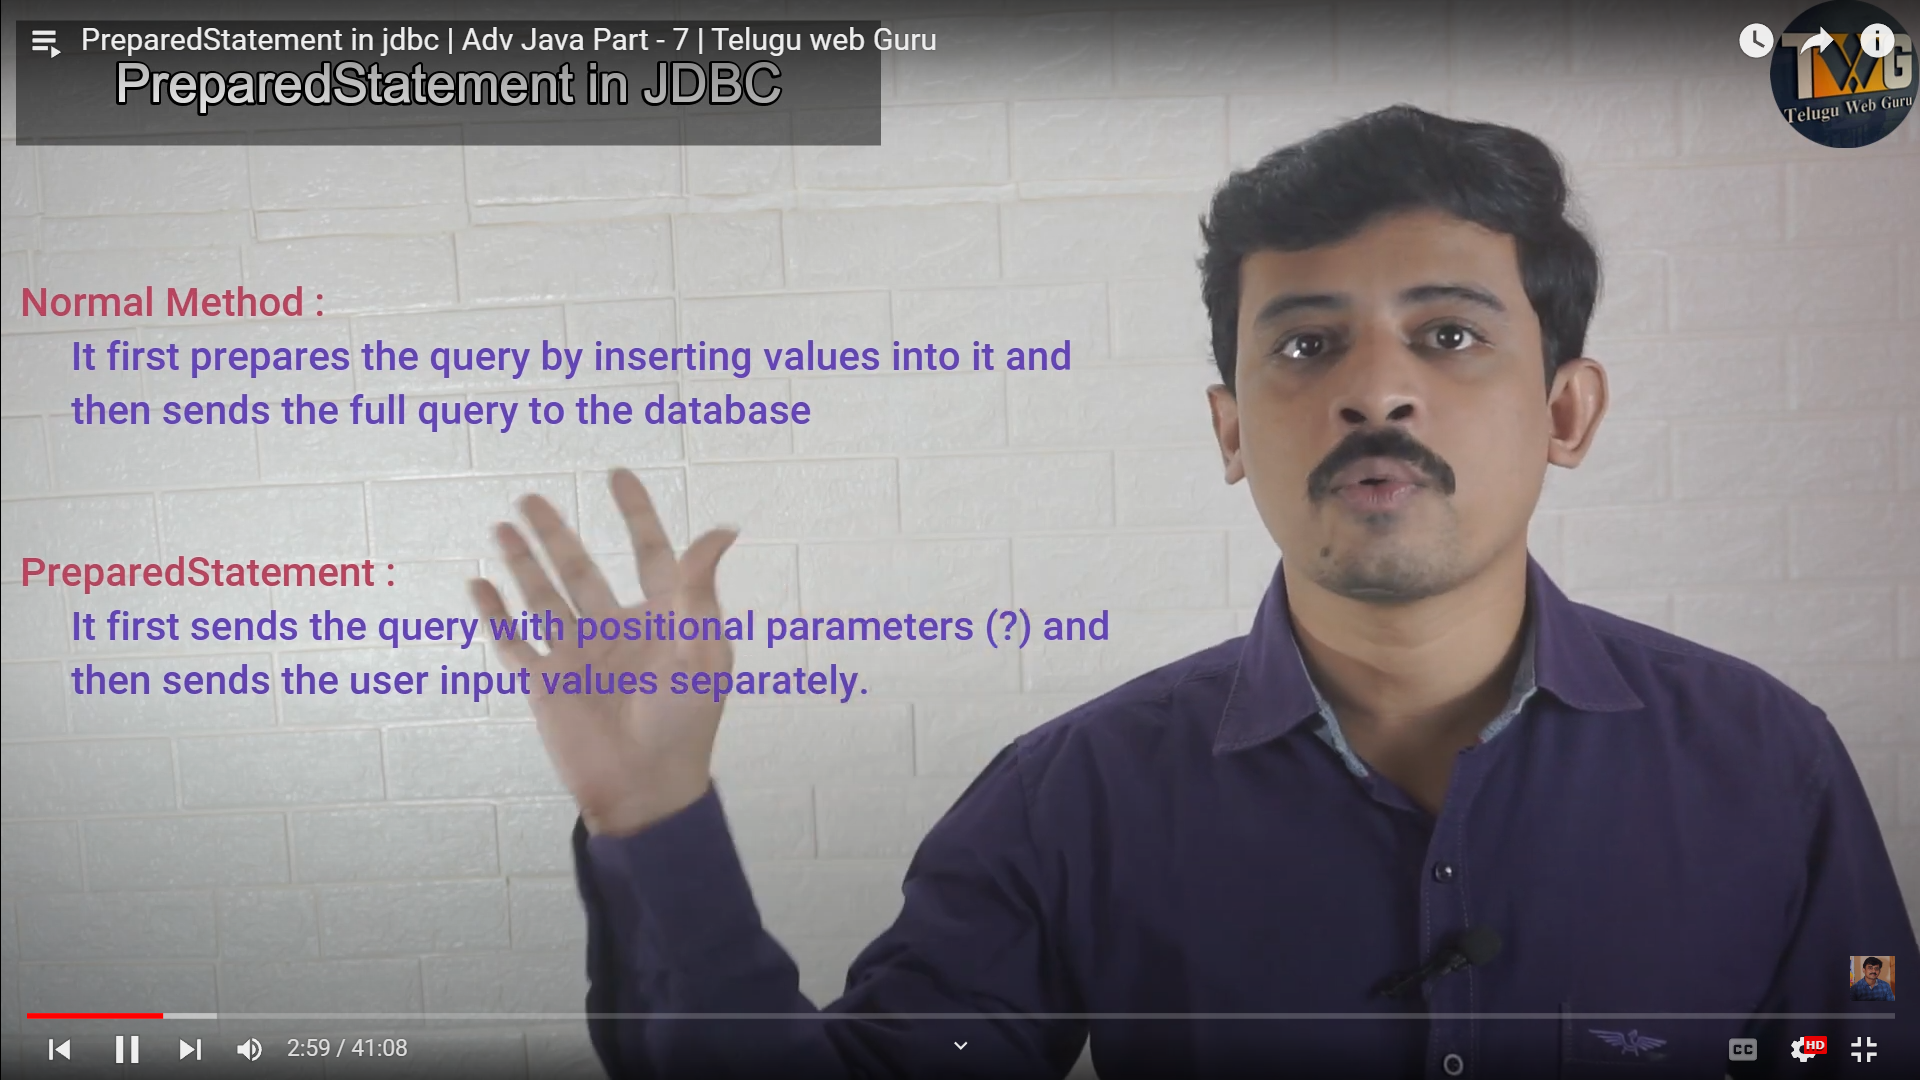 PreparedStatement in jdbc | Adv Java Part - 7 | Telugu web Guru
PreparedStatement in JDBC
TWG
Telugu Web Guru
Normal Method :
It first prepares the query by inserting values into it and
then sends the full query to the database
PreparedStatement :
It first sends the query with positional parameters (?) and
then sends the user input values separately.
2:59 / 41:08
CC
HD